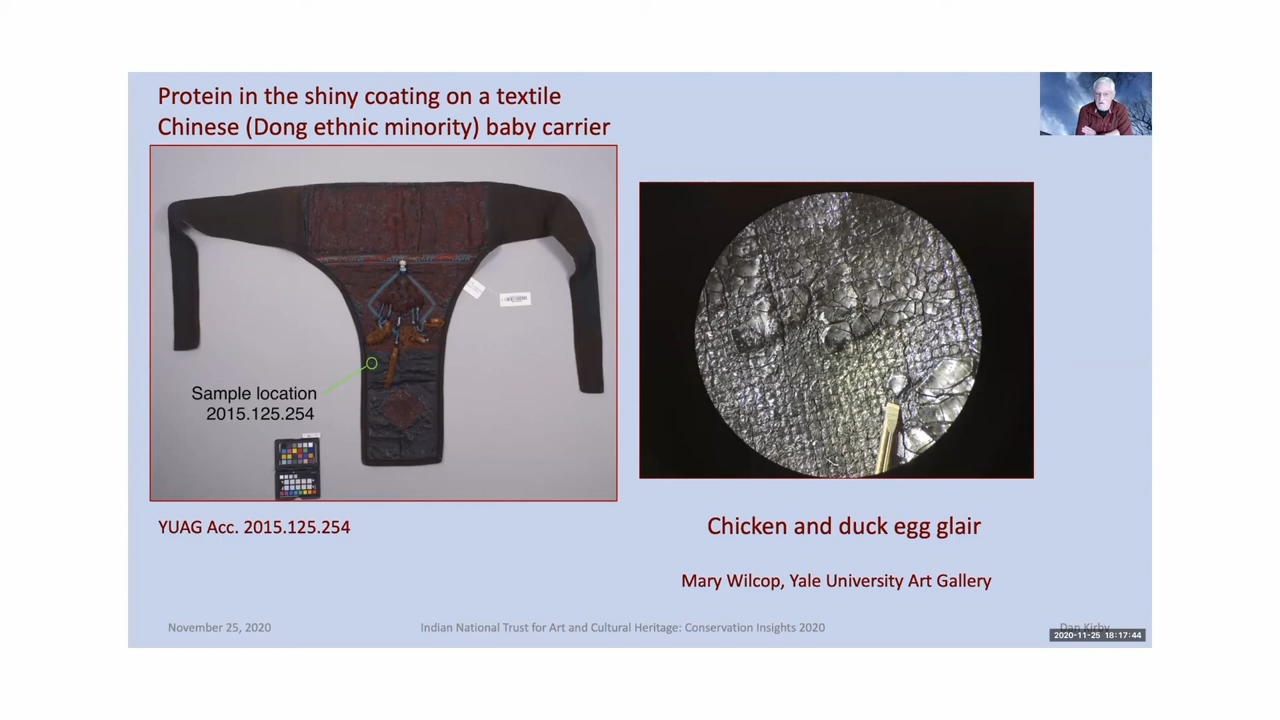 Protein in the shiny coating on a textile
Chinese (Dong ethnic minority) baby carrier
Sample location
2015.125.254
YUAG Acc. 2015.125.254
Chicken and duck egg glair
Mary Wilcop, Yale University Art Gallery
November 25, 2020
Indian National Trust for Art and Cultural Heritage: Conservation Insights 2020
Dan Kirby
2020-11-25 18:17:44